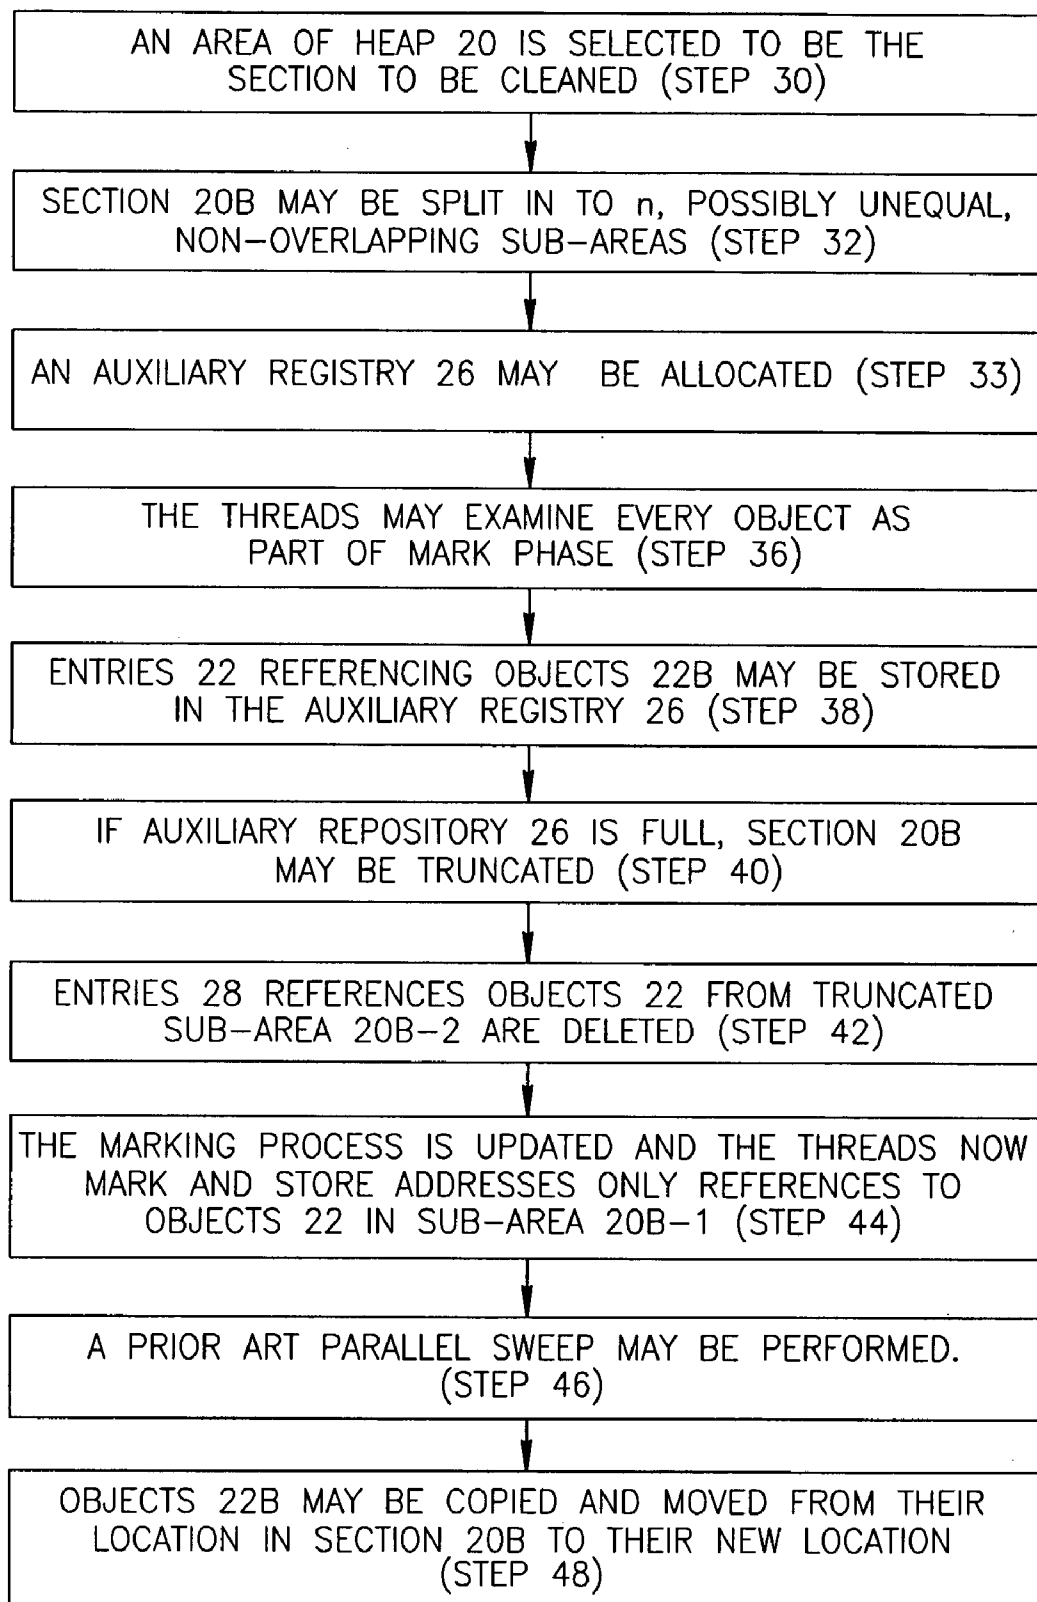 AN AREA OF HEAP 20 IS SELECTED TO BE THE
SECTION TO BE CLEANED (STEP 30)
SECTION 20B MAY BE SPLIT IN TO n, POSSIBLY UNEQUAL,
NON-OVERLAPPING SUB-AREAS (STEP 32)
AN AUXILIARY REGISTRY 26 MAY BE ALLOCATED (STEP 33)
THE THREADS MAY EXAMINE EVERY OBJECT AS
PART OF MARK PHASE (STEP 36)
ENTRIES 22 REFERENCING OBJECTS 22B MAY BE STORED
IN THE AUXILIARY REGISTRY 26 (STEP 38)
IF AUXILIARY REPOSITORY 26 IS FULL, SECTION 20B
MAY BE TRUNCATED (STEP 40)
ENTRIES 28 REFERENCES OBJECTS 22 FROM TRUNCATED
SUB-AREA 20B-2 ARE DELETED (STEP 42)
THE MARKING PROCESS IS UPDATED AND THE THREADS NOW
MARK AND STORE ADDRESSES ONLY REFERENCES TO
OBJECTS 22 IN SUB-AREA 20B-1 (STEP 44)
A PRIOR ART PARALLEL SWEEP MAY BE PERFORMED.
(STEP 46)
OBJECTS 22B MAY BE COPIED AND MOVED FROM THEIR
LOCATION IN SECTION 20B TO THEIR NEW LOCATION
(STEP 48)